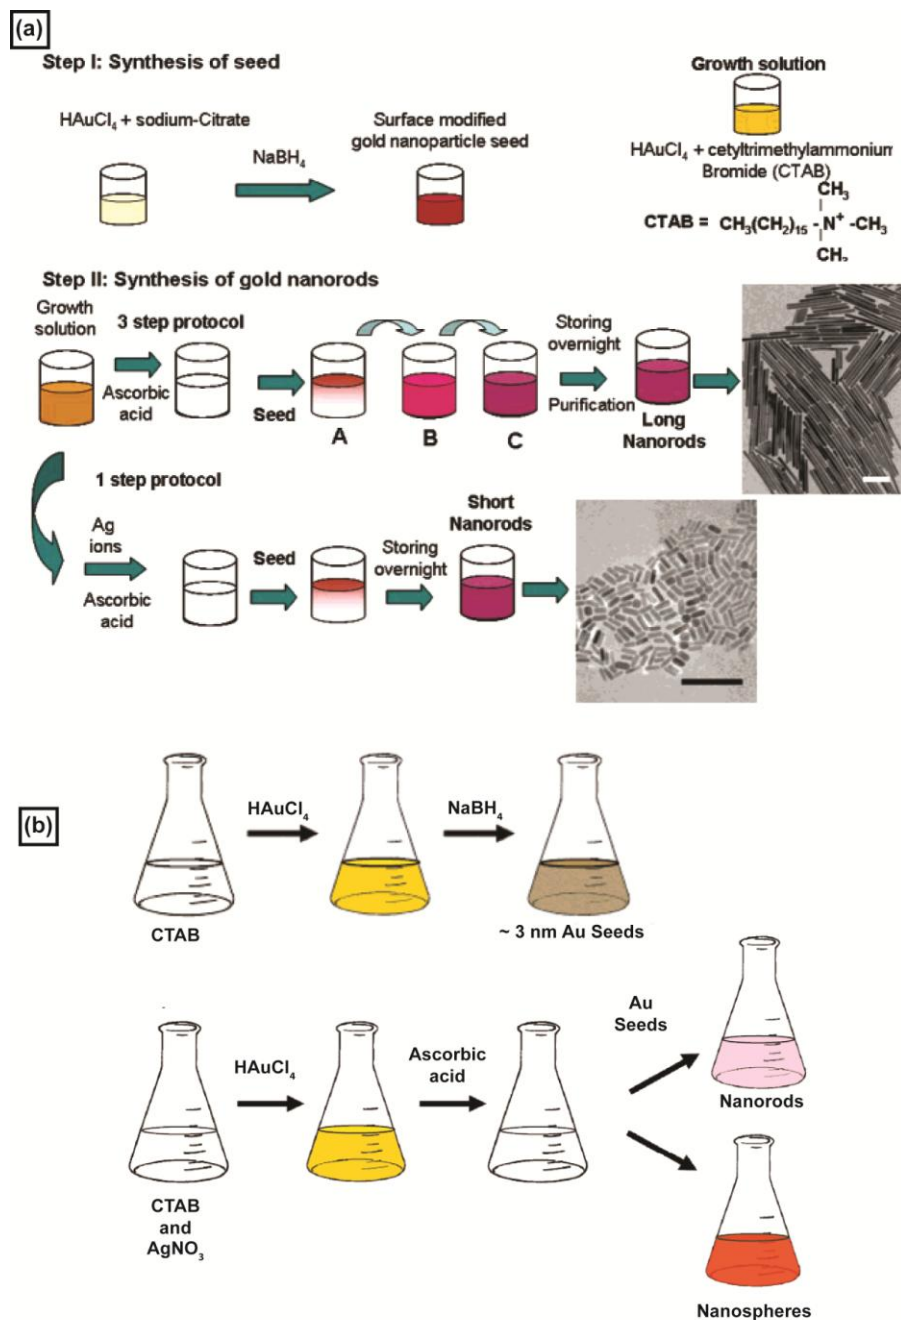 (a)
Step I: Synthesis of seed
HAuCl₄ + sodium-Citrate
NaBH₄
Surface modified
gold nanoparticle seed
Growth solution
HAuCl₄ + cetyltrimethylammonium
Bromide (CTAB)
CH₃
CTAB = CH₃(CH₂)₁₅ -N⁺ -CH₃
CH₃
Step II: Synthesis of gold nanorods
Growth
solution
3 step protocol
Ascorbic
acid
Seed
A
B
C
Storing
overnight
Purification
Long
Nanorods
1 step protocol
Ag
ions
Ascorbic
acid
Seed
Storing
overnight
Short
Nanorods
(b)
HAuCl₄
NaBH₄
CTAB
~ 3 nm Au Seeds
HAuCl₄
Ascorbic
acid
Au
Seeds
Nanorods
CTAB
and
AgNO₃
Nanospheres